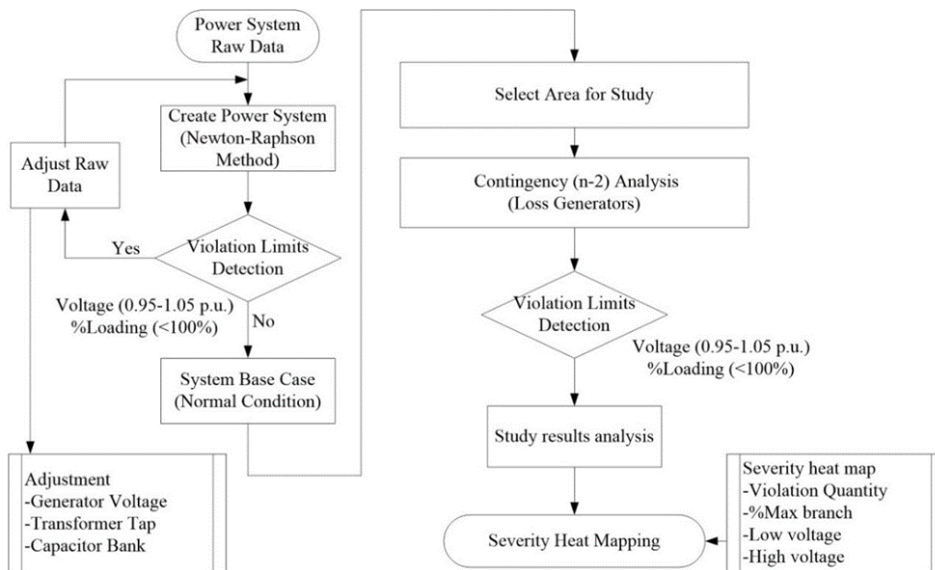 Power System
Raw Data
Create Power System
(Newton-Raphson
Method)
Adjust Raw
Data
Yes
Violation Limits
Detection
Voltage (0.95-1.05 p.u.)
%Loading (<100%)
No
System Base Case
(Normal Condition)
Adjustment
-Generator Voltage
-Transformer Tap
-Capacitor Bank
Select Area for Study
Contingency (n-2) Analysis
(Loss Generators)
Violation Limits
Detection
Voltage (0.95-1.05 p.u.)
%Loading (<100%)
Study results analysis
Severity Heat Mapping
Severity heat map
-Violation Quantity
-%Max branch
-Low voltage
-High voltage